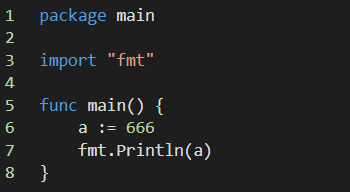 1 package main
2
3 import "fmt"
4
5 func main() {
6     a := 666
7     fmt.Println(a)
8 }